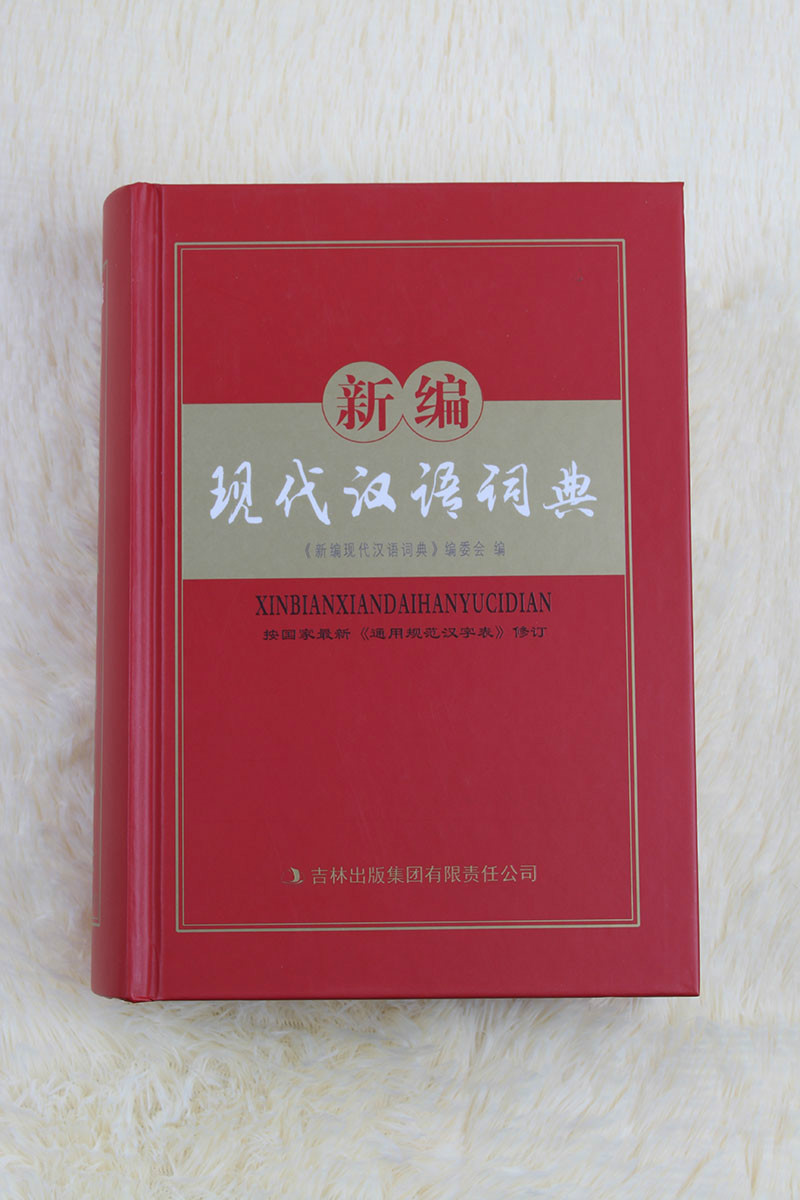 新编
现代汉语词典
《新编现代汉语词典》编委会 编
XINBIANXIANDAIHANYUCIDIAN
按国家最新《通用规范汉字表》修订
吉林出版集团有限责任公司